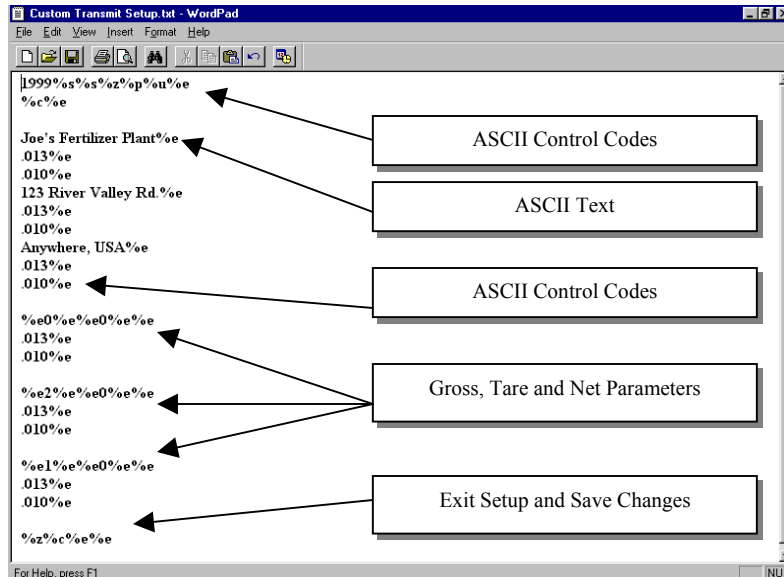 Custom Transmit Setup.txt - WordPad
File Edit View Insert Format Help
1999%s%s%z%p%u%e
%c%e
ASCII Control Codes
Joe's Fertilizer Plant%e
.013%e
.010%e
ASCII Text
123 River Valley Rd.%e
.013%e
.010%e
Anywhere, USA%e
.013%e
.010%e
ASCII Control Codes
%e0%e%e0%e%e
.013%e
.010%e
Gross, Tare and Net Parameters
%e2%e%e0%e%e
.013%e
.010%e
%e1%e%e0%e%e
.013%e
.010%e
Exit Setup and Save Changes
%z%c%e%e
For Help, press F1
NU